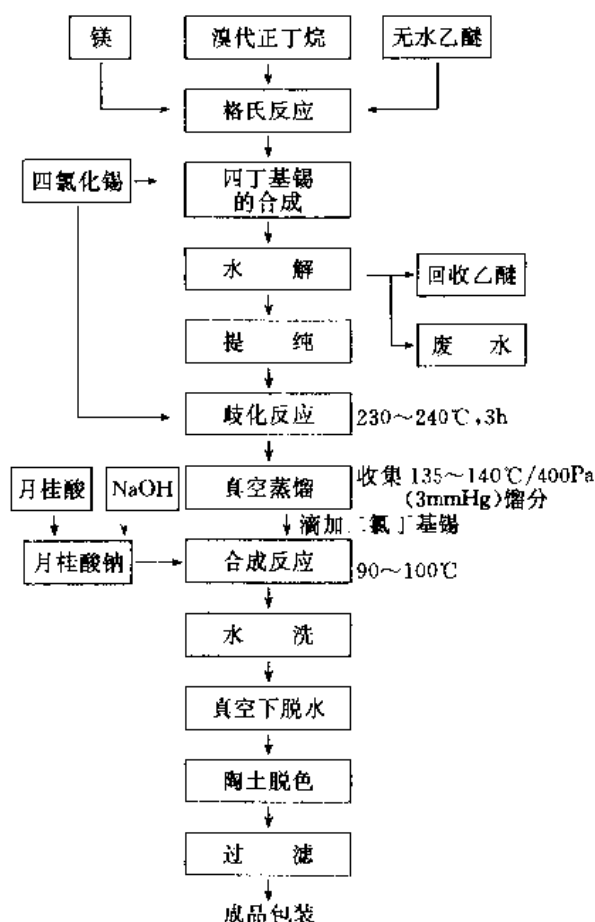 镁
溴代正丁烷
无水乙醚
格氏反应
四氯化锡
四丁基锡
的合成
水 解
回收乙醚
提 纯
废 水
歧化反应
230～240℃,3h
月桂酸
NaOH
真空蒸馏
收集 135～140℃/400Pa
(3mmHg)馏分
滴加二氯丁基锡
月桂酸钠
合成反应
90～100℃
水 洗
真空下脱水
陶土脱色
过 滤
成品包装